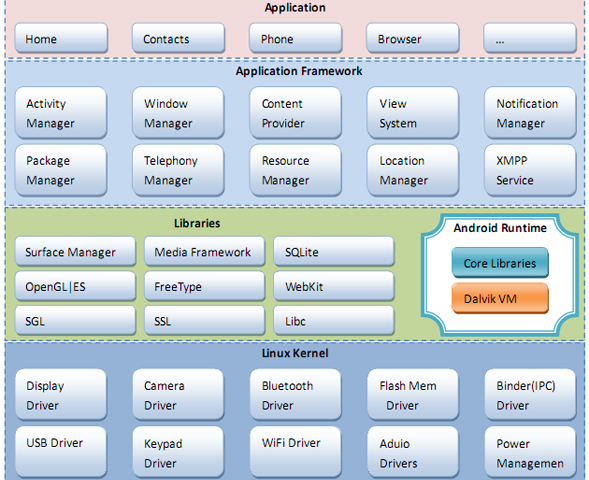 Application
Home
Contacts
Phone
Browser
...
Application Framework
Activity
Manager
Window
Manager
Content
Provider
View
System
Notification
Manager
Package
Manager
Telephony
Manager
Resource
Manager
Location
Manager
XMPP
Service
Libraries
Surface Manager
Media Framework
SQLite
OpenGL|ES
FreeType
WebKit
SGL
SSL
Libc
Android Runtime
Core Libraries
Dalvik VM
Linux Kernel
Display
Driver
Camera
Driver
Bluetooth
Driver
Flash Mem
Driver
Binder(IPC)
Driver
USB Driver
Keypad
Driver
WiFi Driver
Aduio
Drivers
Power
Managemen